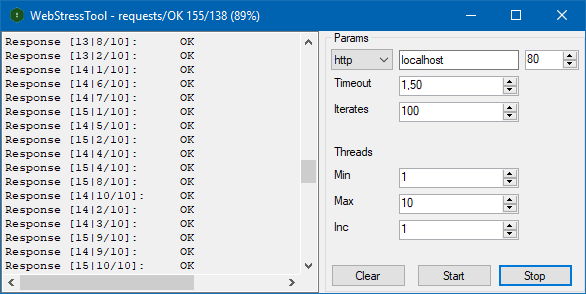 WebStressTool - requests/OK 155/138 (89%)
Response [13|8/10]: OK
Response [13|2/10]: OK
Response [14|1/10]: OK
Response [14|6/10]: OK
Response [14|7/10]: OK
Response [15|1/10]: OK
Response [14|5/10]: OK
Response [15|2/10]: OK
Response [14|4/10]: OK
Response [15|4/10]: OK
Response [15|8/10]: OK
Response [14|10/10]: OK
Response [14|2/10]: OK
Response [14|3/10]: OK
Response [15|9/10]: OK
Response [14|9/10]: OK
Response [15|10/10]: OK
Params
http localhost 80
Timeout 1,50
Iterates 100
Threads
Min 1
Max 10
Inc 1
Clear Start Stop